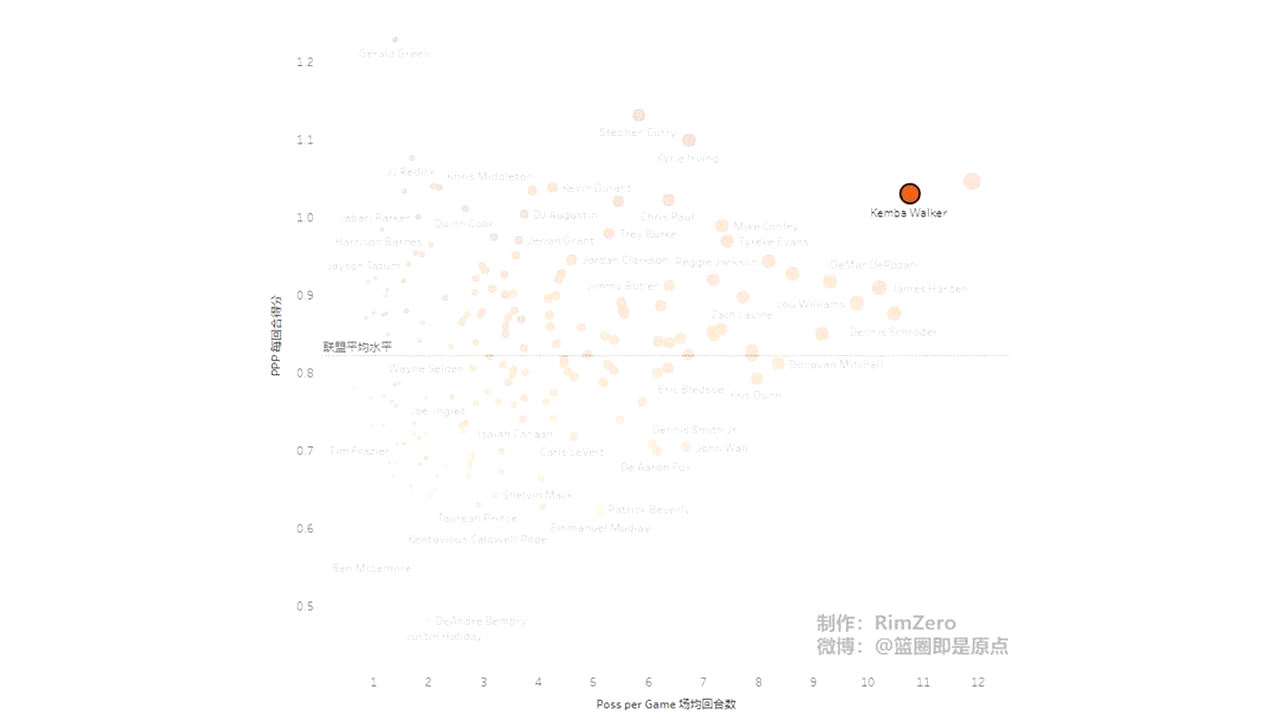 1.2
Gerald Green
1.1
Stephen Curry
Kyrie Irving
JJ Redick
Khris Middleton
Kevin Durant
1.0
Jabari Parker
Quinn Cook
DJ Augustin
Chris Paul
Kemba Walker
Harrison Barnes
Jerian Grant
Trey Burke
Mike Conley
Tyreke Evans
Jayson Tatum
Jordan Clarkson
Reggie Jackson
DeMar DeRozan
0.9
Jimmy Butler
Zach Lavine
Lou Williams
James Harden
Dennis Schroder
联盟平均水平
0.8
Wayne Selden
Donovan Mitchell
Eric Bledsoe
Kris Dunn
Joe Ingles
Isaiah Canaan
Dennis Smith Jr
0.7
Tim Frazier
Caris LeVert
John Wall
De Aaron Fox
Shelvin Mack
Patrick Beverly
Taurean Prince
0.6
Emmanuel Mudiay
Kentavious Caldwell Pope
Ben McLemore
0.5
DeAndre Bembry
Justin Holiday
PPP 每回合得分
制作：RimZero
微博：@篮圈即是原点
1 2 3 4 5 6 7 8 9 10 11 12
Poss per Game 场均回合数